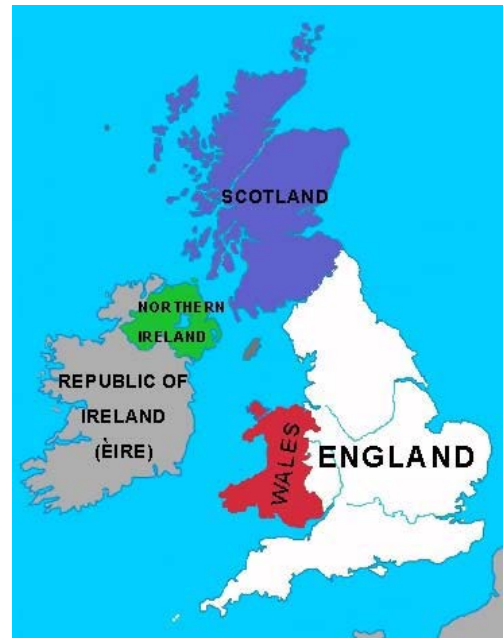 SCOTLAND
NORTHERN
IRELAND
REPUBLIC OF
IRELAND
(ÈIRE)
WALES
ENGLAND